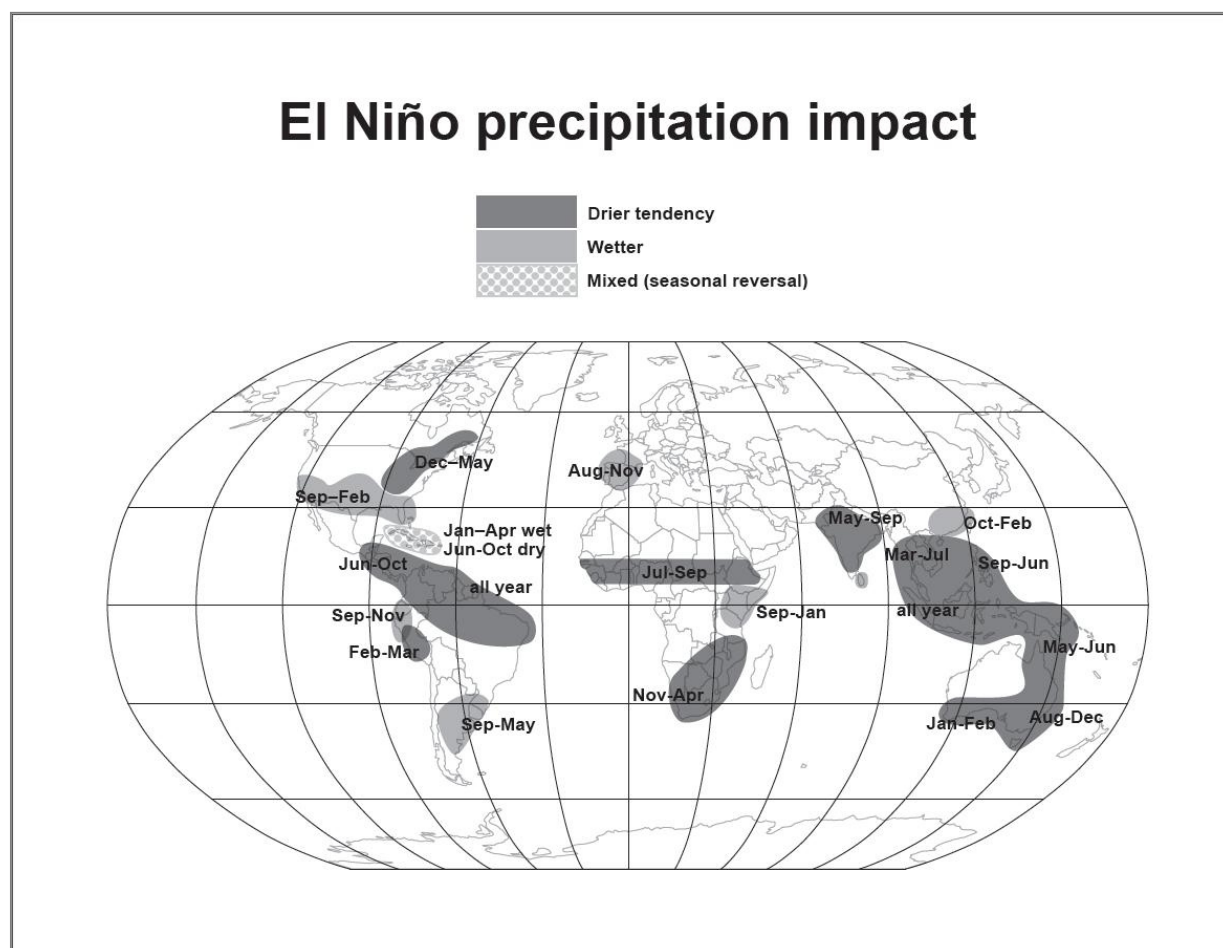 El Niño precipitation impact
Drier tendency
Wetter
Mixed (seasonal reversal)
Dec–May
Aug-Nov
Sep–Feb
Jan–Apr wet
Jun-Oct dry
May-Sep
Oct-Feb
Mar-Jul
Sep-Jun
Jun-Oct
Jul-Sep
all year
all year
Sep-Nov
Sep-Jan
Feb-Mar
May-Jun
Nov-Apr
Sep-May
Jan-Feb
Aug-Dec